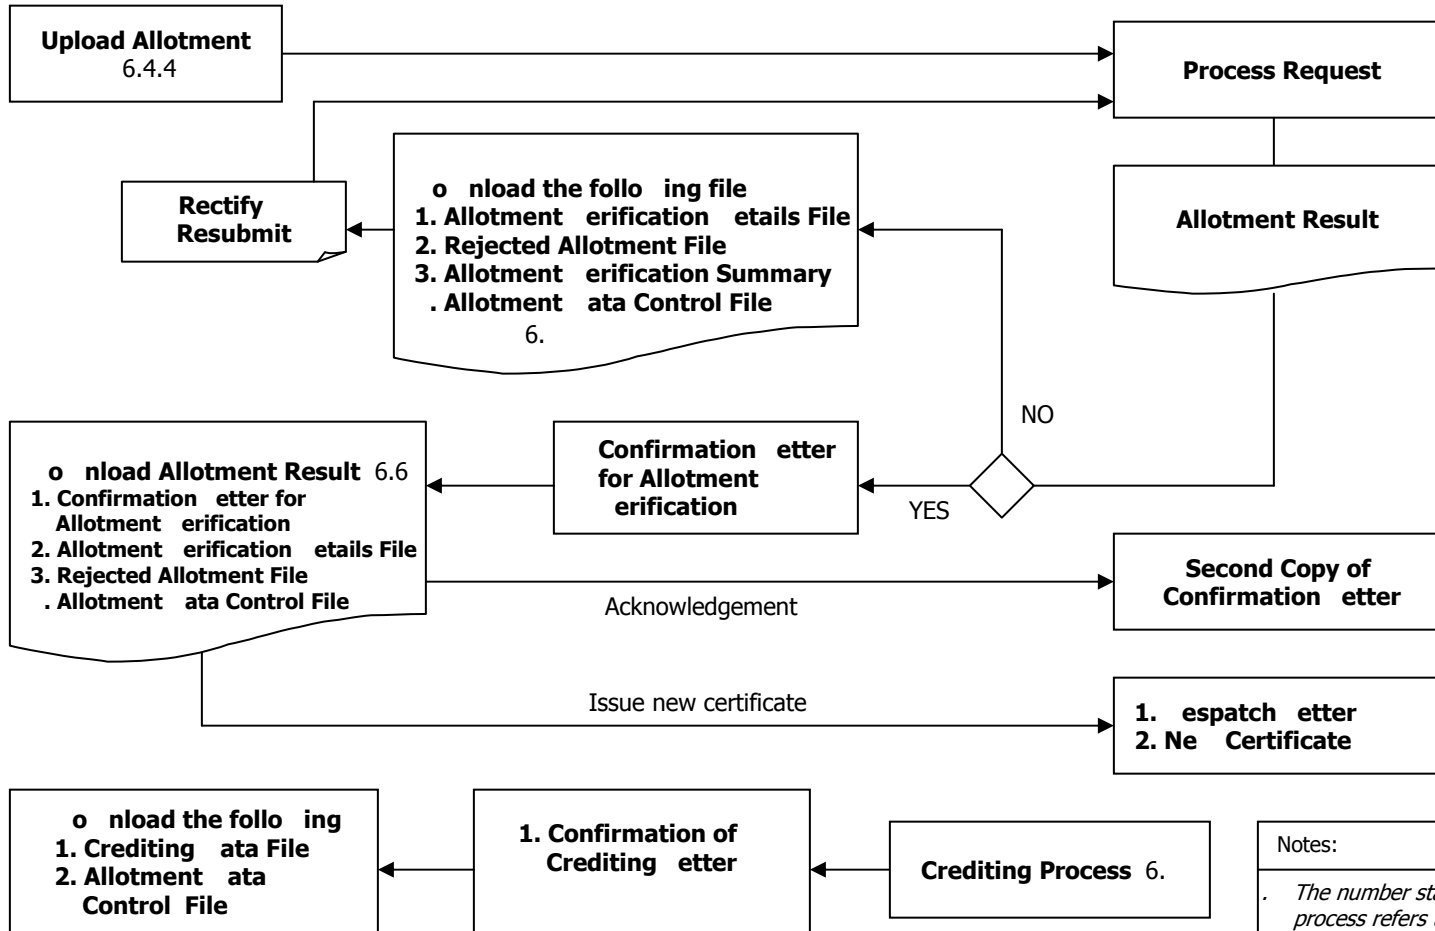 Upload Allotment
6.4.4
Process Request
o nload the follo ing file
1. Allotment erification etails File
2. Rejected Allotment File
3. Allotment erification Summary
. Allotment ata Control File
6.
Rectify
Resubmit
Allotment Result
NO
YES
Confirmation etter
for Allotment
erification
o nload Allotment Result 6.6
1. Confirmation etter for
Allotment erification
2. Allotment erification etails File
3. Rejected Allotment File
. Allotment ata Control File
Acknowledgement
Second Copy of
Confirmation etter
Issue new certificate
1. espatch etter
2. Ne Certificate
o nload the follo ing
1. Crediting ata File
2. Allotment ata
Control File
1. Confirmation of
Crediting etter
Crediting Process 6.
Notes:
. The number sta
process refers